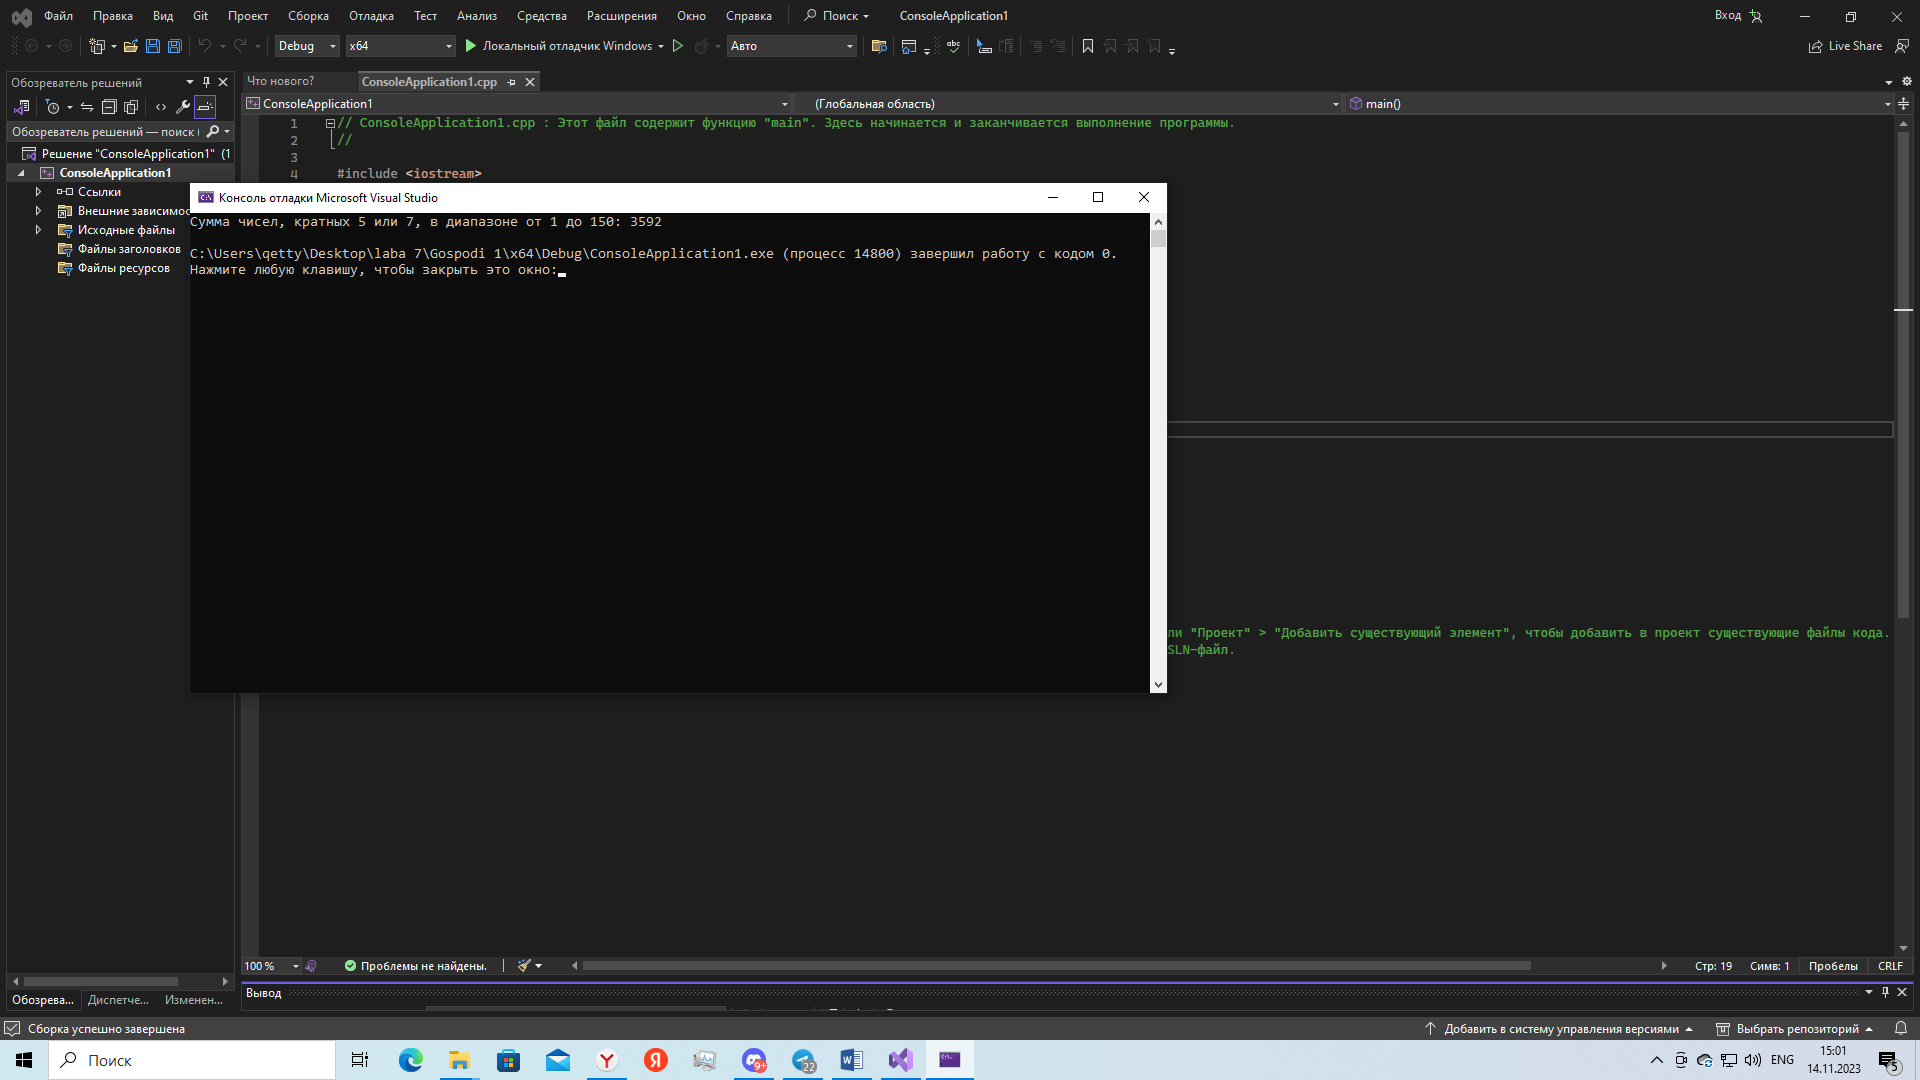 Файл Правка Вид Git Проект Сборка Отладка Тест Анализ Средства Расширения Окно Справка Поиск ConsoleApplication1 Вход
Debug x64 Локальный отладчик Windows Авто Live Share
Обозреватель решений
Что нового? ConsoleApplication1.cpp
ConsoleApplication1 (Глобальная область) main()
Обозреватель решений — поиск (
Решение "ConsoleApplication1" (1
ConsoleApplication1
Ссылки
Внешние зависимос
Исходные файлы
Файлы заголовков
Файлы ресурсов
1 // ConsoleApplication1.cpp : Этот файл содержит функцию "main". Здесь начинается и заканчивается выполнение программы.
2 //
3
4 #include <iostream>
Консоль отладки Microsoft Visual Studio
Сумма чисел, кратных 5 или 7, в диапазоне от 1 до 150: 3592
C:\Users\qetty\Desktop\laba 7\Gospodi 1\x64\Debug\ConsoleApplication1.exe (процесс 14800) завершил работу с кодом 0.
Нажмите любую клавишу, чтобы закрыть это окно:
ли "Проект" > "Добавить существующий элемент", чтобы добавить в проект существующие файлы кода.
SLN-файл.
100 % Проблемы не найдены. Стр: 19 Симв: 1 Пробелы CRLF
Обозрева... Диспетче... Изменен...
Вывод
Сборка успешно завершена Добавить в систему управления версиями Выбрать репозиторий
Поиск
9+
22
ENG
15:01
14.11.2023
5